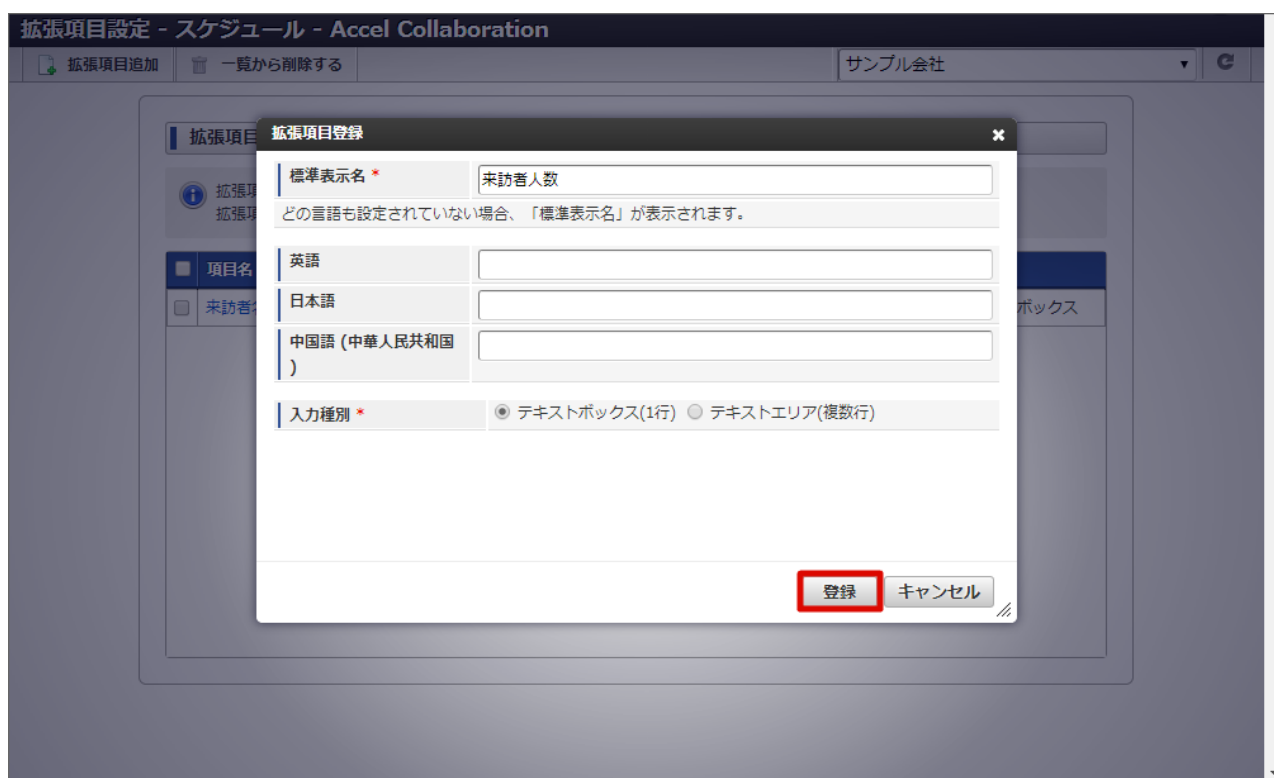 拡張項目設定 - スケジュール - Accel Collaboration
拡張項目追加 一覧から削除する サンプル会社
拡張項目
拡張項目登録
標準表示名 * 来訪者人数
拡張
拡張
どの言語も設定されていない場合、「標準表示名」が表示されます。
英語
項目名
日本語
来訪者
ボックス
中国語 (中華人民共和国
)
入力種別 * テキストボックス(1行) テキストエリア(複数行)
登録 キャンセル